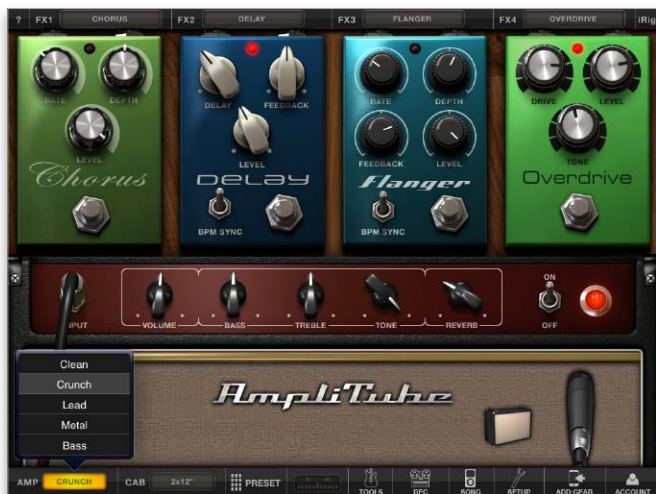 ? FX1 CHORUS FX2 DELAY FX3 FLANGER FX4 OVERDRIVE iRig
RATE DEPTH
LEVEL
Chorus
DELAY FEEDBACK
LEVEL
DELAY
BPM SYNC
RATE DEPTH
FEEDBACK LEVEL
Flanger
BPM SYNC
DRIVE LEVEL
TONE
Overdrive
INPUT VOLUME BASS TREBLE TONE REVERB ON
OFF
Clean
Crunch
Lead
Metal
Bass
AmpliTube
AMP CRUNCH CAB 2x12" PRESET TOOLS REC SONG SETUP ADD GEAR ACCOUNT